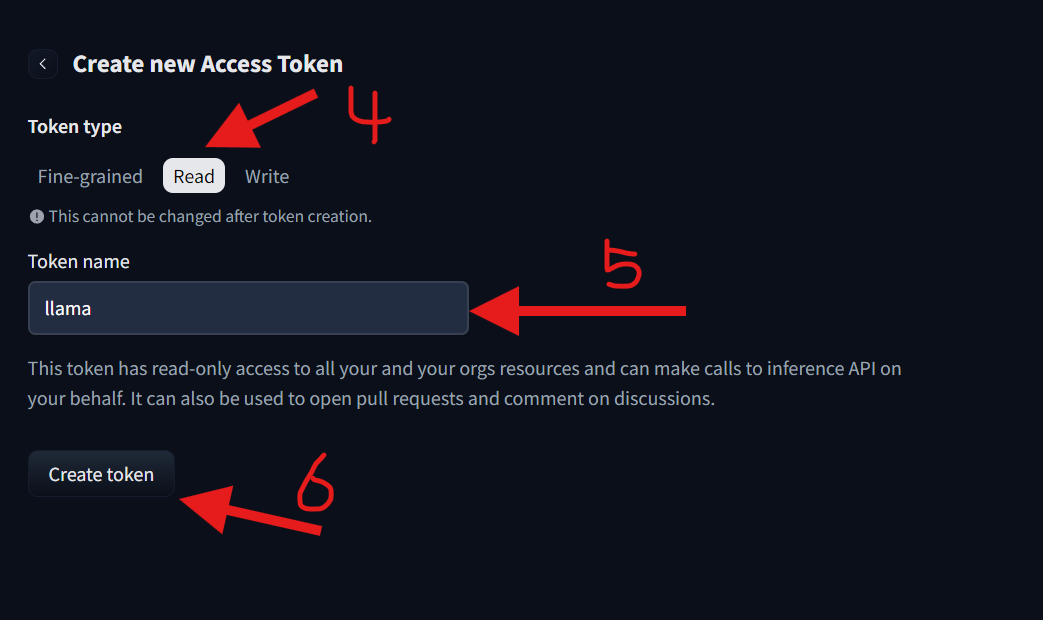 Create new Access Token
4
Token type
Fine-grained Read Write
This cannot be changed after token creation.
Token name
5
llama
This token has read-only access to all your and your orgs resources and can make calls to inference API on
your behalf. It can also be used to open pull requests and comment on discussions.
Create token
6